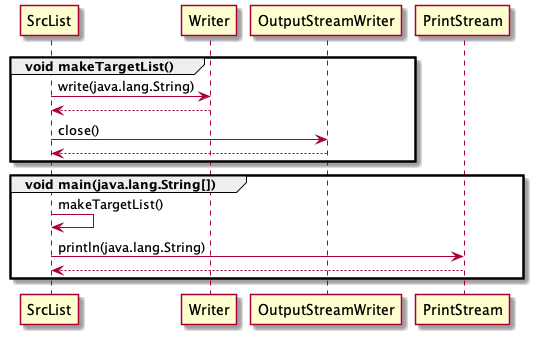 SrcList Writer OutputStreamWriter PrintStream
void makeTargetList()
write(java.lang.String)
close()
void main(java.lang.String[])
makeTargetList()
println(java.lang.String)
SrcList Writer OutputStreamWriter PrintStream